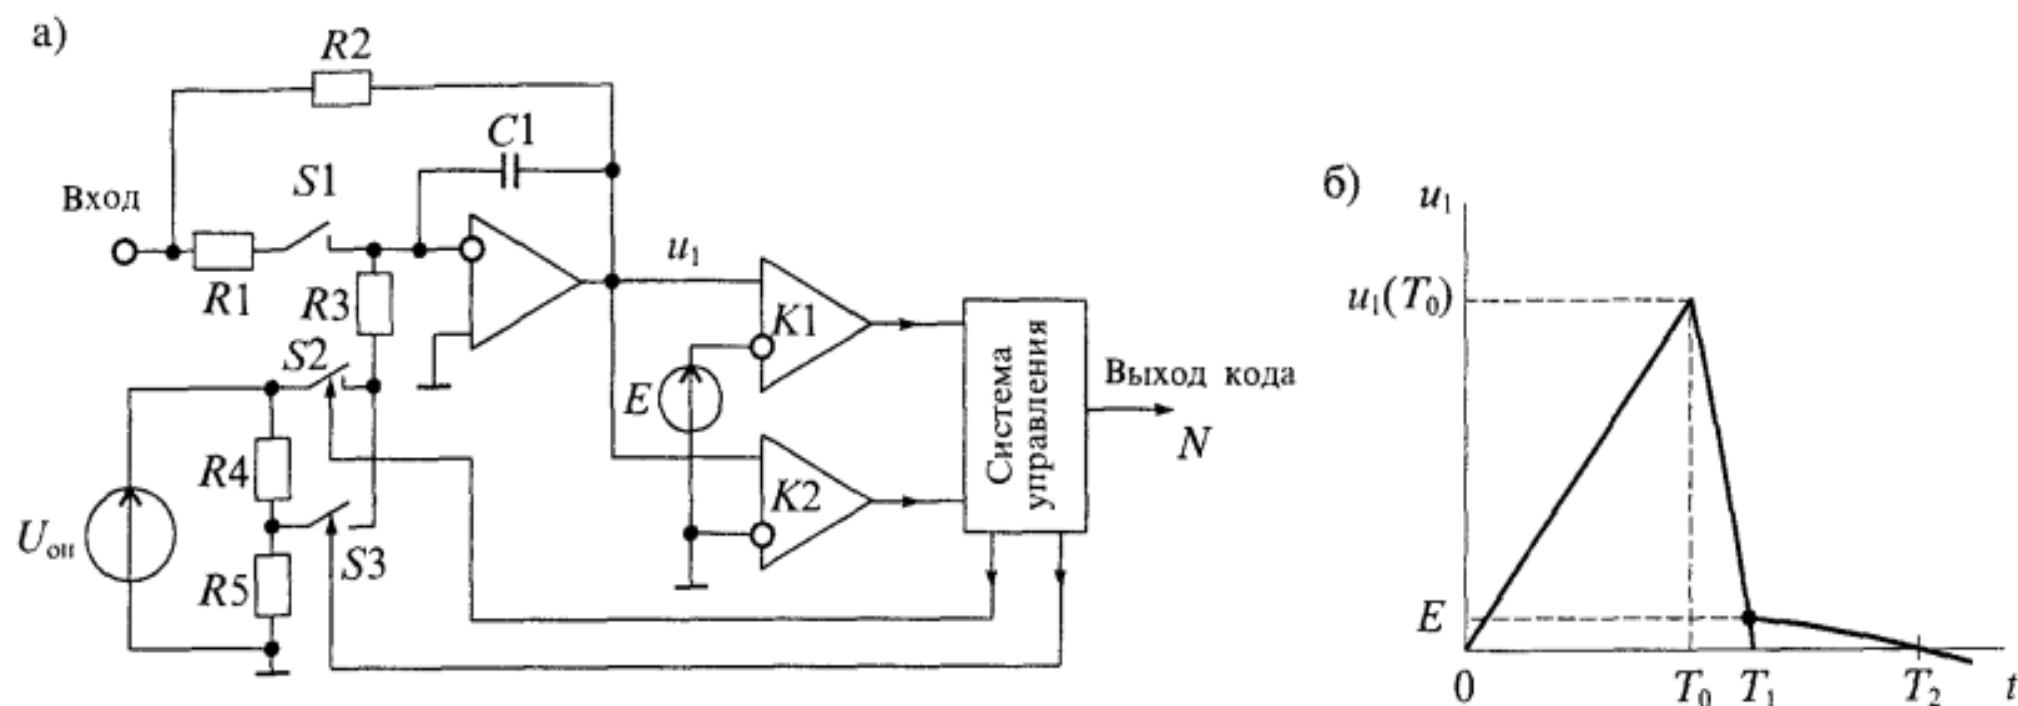 а)
R2
C1
S1
Вход
R1
R3
u₁
S2
K1
E
Система управления
Выход кода
N
R4
K2
Uоп
S3
R5
б)
u₁
u₁(T₀)
E
0
T₀
T₁
T₂
t